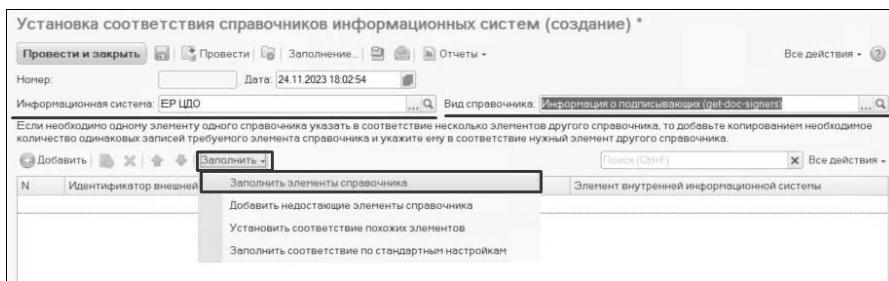 Установка соответствия справочников информационных систем (создание) *
Провести и закрыть Провести Заполнение... Отчеты Все действия ?
Номер: Дата: 24.11.2023 18:02:54
Информационная система: ЕР ЦДО ... Вид справочника: Информация о подписывающих (get-doc-signers) ...
Если необходимо одному элементу одного справочника указать в соответствие несколько элементов другого справочника, то добавьте копированием необходимое
количество одинаковых записей требуемого элемента справочника и укажите ему в соответствие нужный элемент другого справочника.
Добавить Заполнить Поиск (Ctrl+F) Все действия
N Идентификатор внешней Элемент внутренней информационной системы
Заполнить элементы справочника
Добавить недостающие элементы справочника
Установить соответствие похожих элементов
Заполнить соответствие по стандартным настройкам